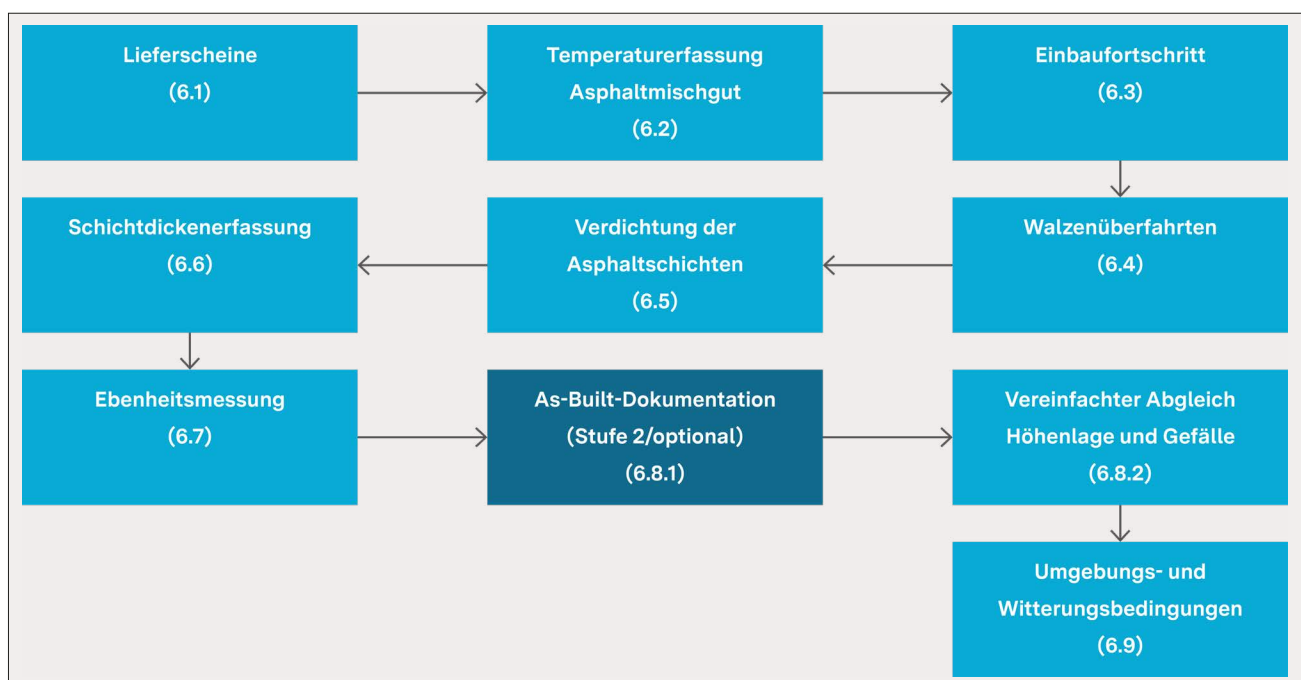 Lieferscheine
(6.1)
Temperaturerfassung
Asphaltmischgut
(6.2)
Einbaufortschritt
(6.3)
Walzenüberfahrten
(6.4)
Verdichtung der
Asphaltschichten
(6.5)
Schichtdickenerfassung
(6.6)
Ebenheitsmessung
(6.7)
As-Built-Dokumentation
(Stufe 2/optional)
(6.8.1)
Vereinfachter Abgleich
Höhenlage und Gefälle
(6.8.2)
Umgebungs- und
Witterungsbedingungen
(6.9)